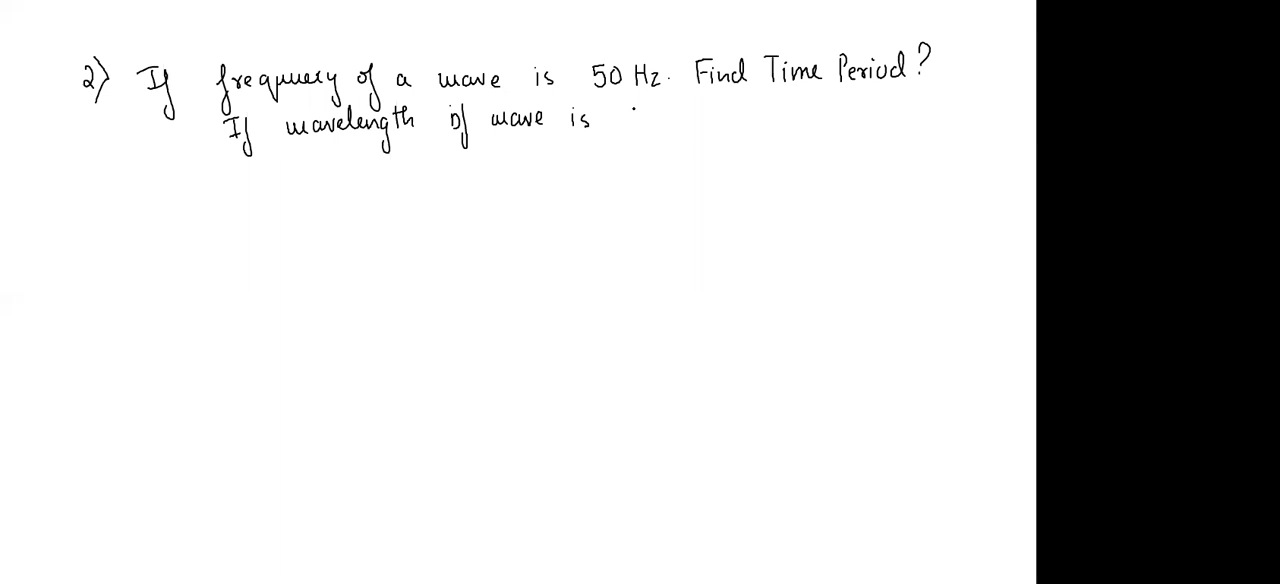 2) If frequency of a wave is 50 Hz. Find Time Period?
If wavelength of wave is